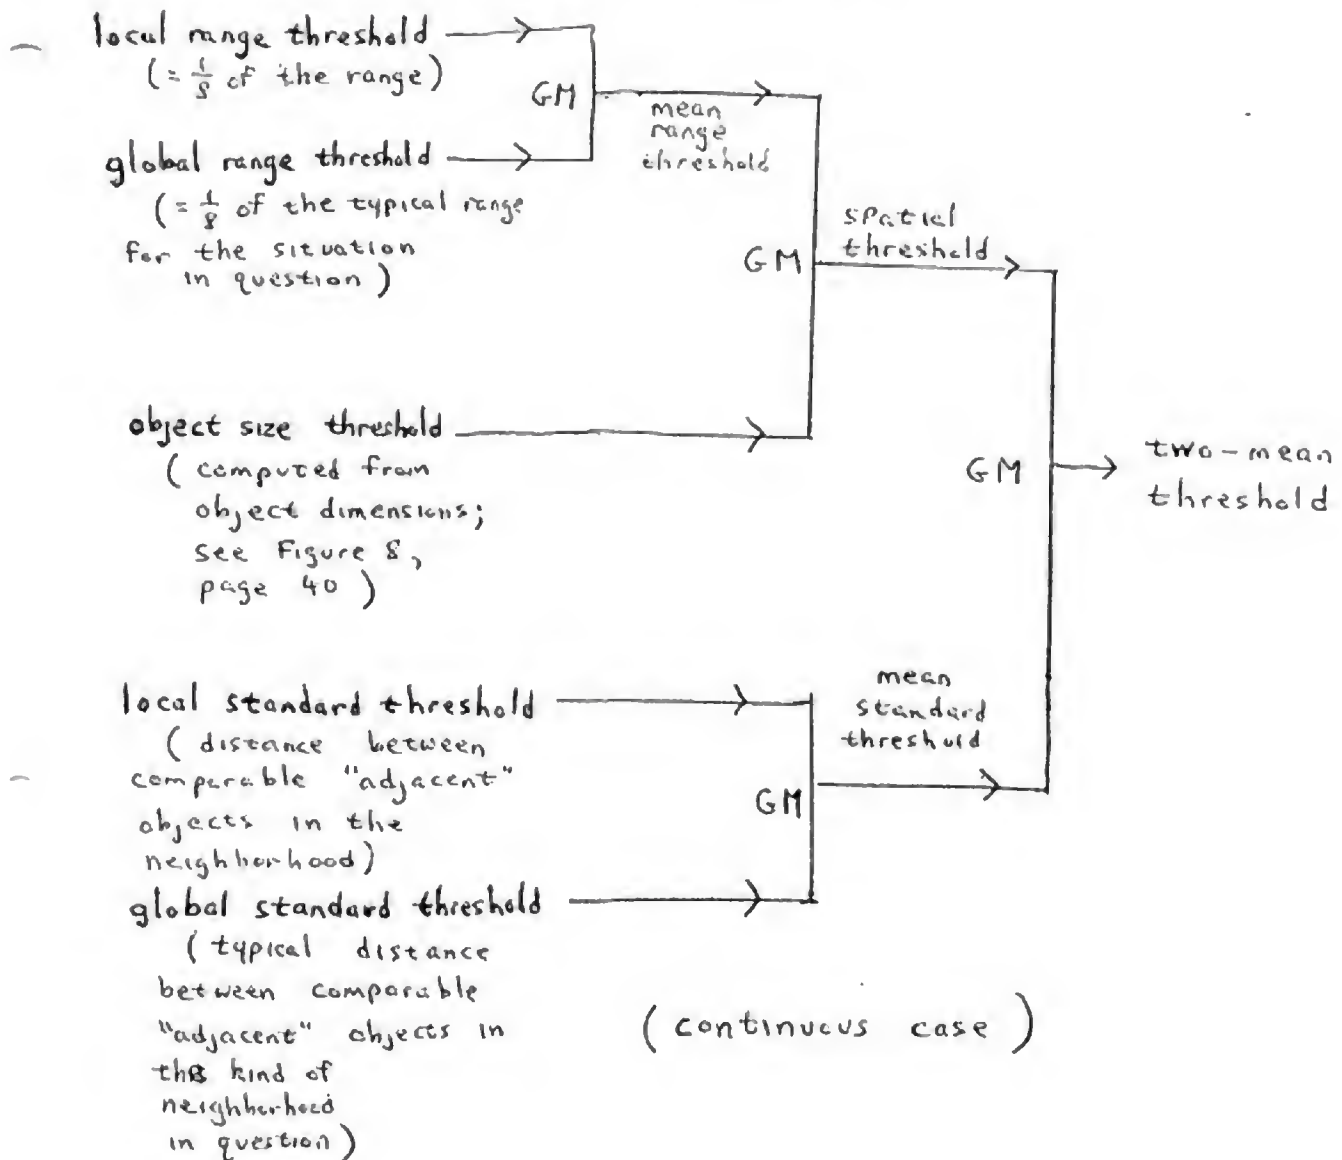 local range threshold
(= 1/8 of the range)
GM
mean
range
threshold
global range threshold
(= 1/8 of the typical range
for the situation
in question)
spatial
threshold
GM
object size threshold
(computed from
object dimensions;
see Figure 8,
page 40)
GM
two-mean
threshold
local standard threshold
(distance between
comparable "adjacent"
objects in the
neighborhood)
mean
standard
threshold
GM
global standard threshold
(typical distance
between comparable
"adjacent" objects in
the kind of
neighborhood
in question)
(continuous case)